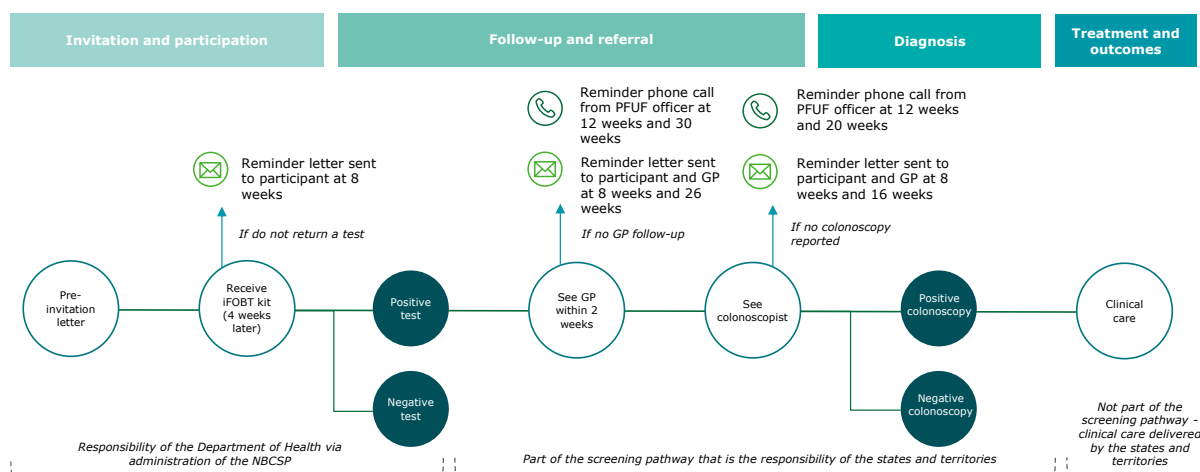 Invitation and participation
Follow-up and referral
Diagnosis
Treatment and
outcomes
Reminder letter sent
to participant at 8
weeks
Reminder phone call
from PFUF officer at
12 weeks and 30
weeks
Reminder letter sent
to participant and GP
at 8 weeks and 26
weeks
Reminder phone call from
PFUF officer at 12 weeks
and 20 weeks
Reminder letter sent to
participant and GP at 8
weeks and 16 weeks
If do not return a test
If no GP follow-up
If no colonoscopy
reported
Pre-
invitation
letter
Receive
iFOBT kit
(4 weeks
later)
Positive
test
See GP
within 2
weeks
See
colonoscopist
Positive
colonoscopy
Clinical
care
Negative
test
Negative
colonoscopy
Responsibility of the Department of Health via
administration of the NBCSP
Part of the screening pathway that is the responsibility of the states and territories
Not part of the
screening pathway -
clinical care delivered
by the states and
territories